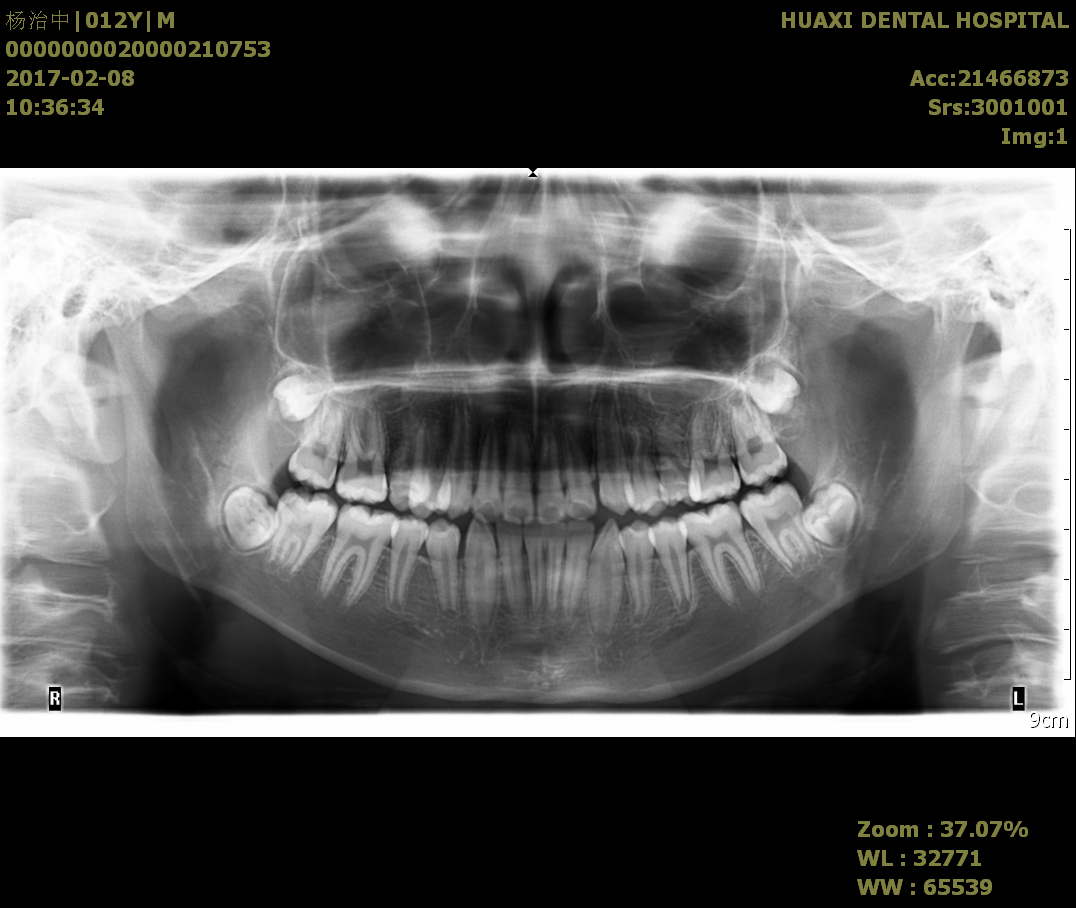 杨治中|012Y|M
0000000020000210753
2017-02-08
10:36:34
HUAXI DENTAL HOSPITAL
Acc:21466873
Srs:3001001
Img:1
R
L
9cm
Zoom : 37.07%
WL : 32771
WW : 65539